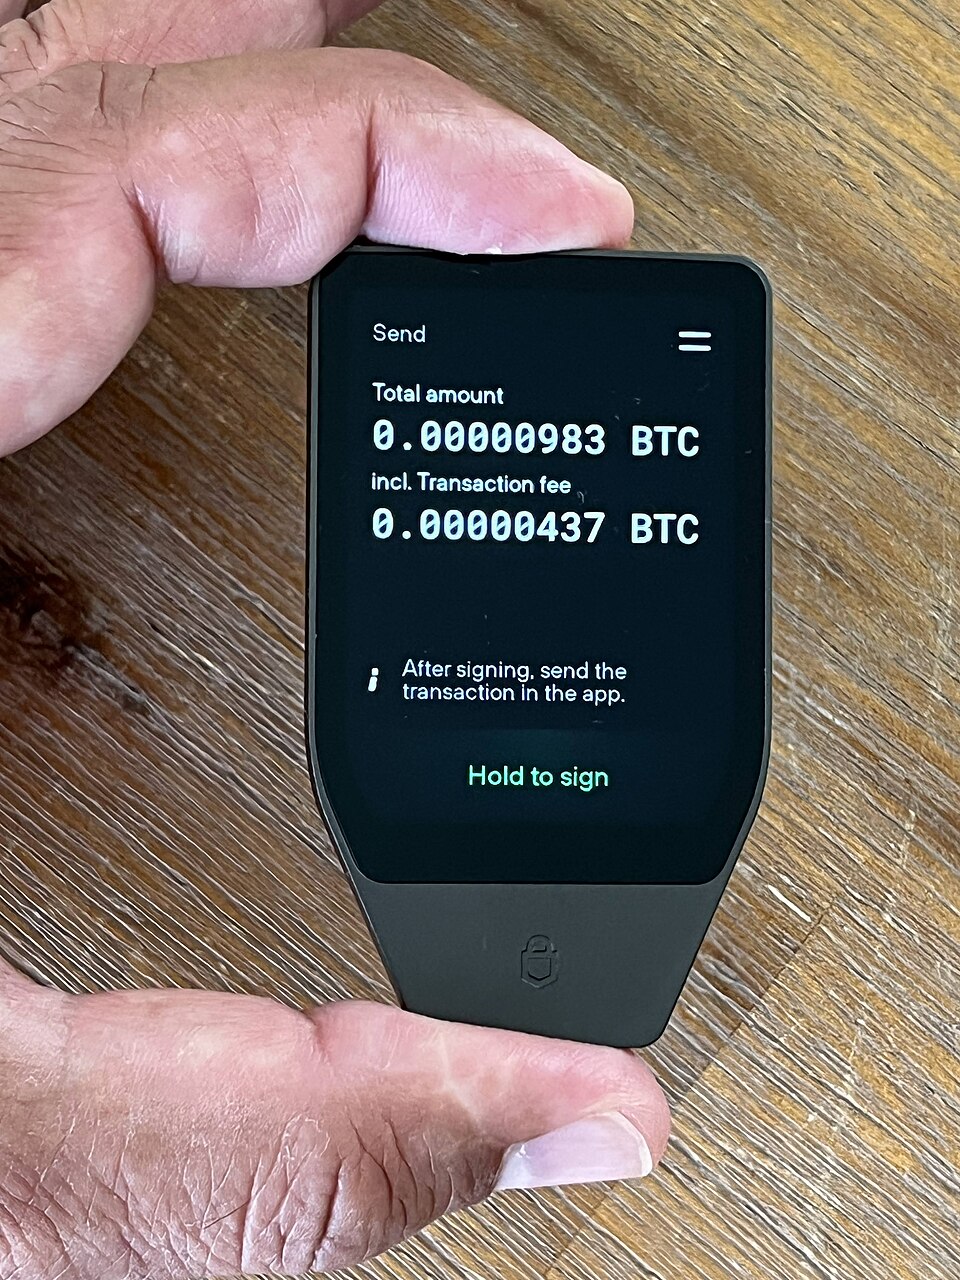 Send
Total amount
0.00000983 BTC
incl. Transaction fee
0.00000437 BTC
After signing, send the
transaction in the app.
Hold to sign